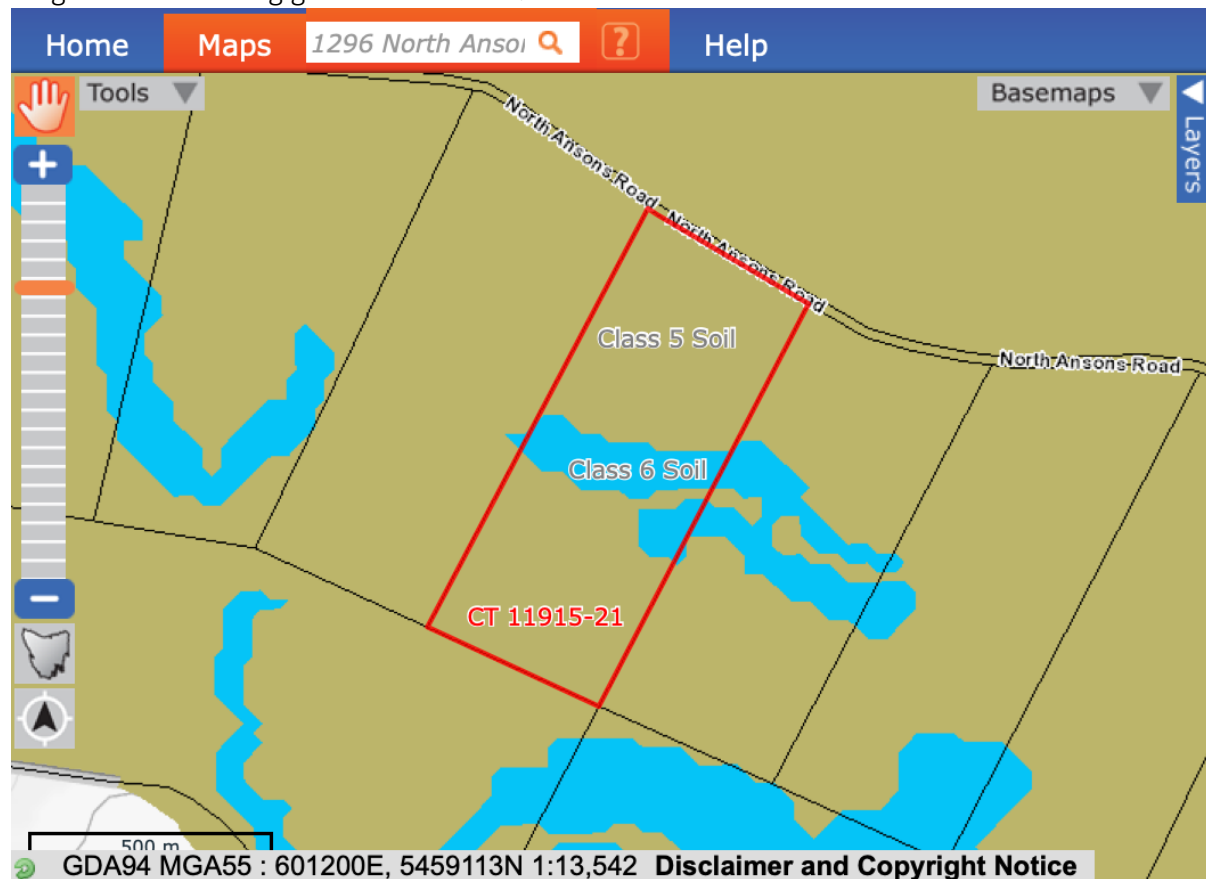 Home Maps 1296 North Ansor ? Help
Tools Basemaps
Layers
North Ansons Road
North Ansons Road
North Ansons Road
Class 5 Soil
Class 6 Soil
CT 11915-21
500 m
GDA94 MGA55 : 601200E, 5459113N 1:13,542 Disclaimer and Copyright Notice